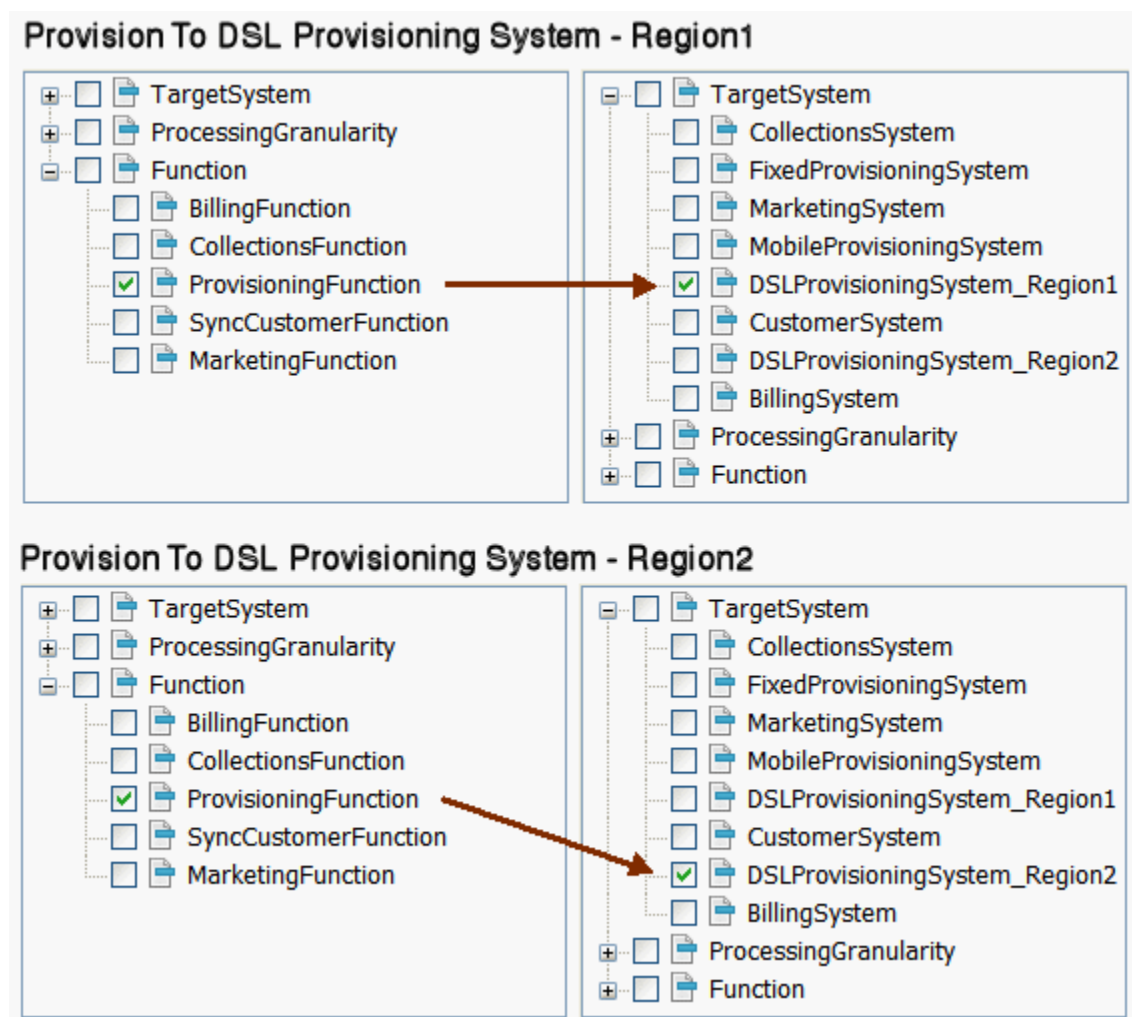 Provision To DSL Provisioning System - Region1
TargetSystem
ProcessingGranularity
Function
BillingFunction
CollectionsFunction
ProvisioningFunction
SyncCustomerFunction
MarketingFunction
TargetSystem
CollectionsSystem
FixedProvisioningSystem
MarketingSystem
MobileProvisioningSystem
DSLProvisioningSystem_Region1
CustomerSystem
DSLProvisioningSystem_Region2
BillingSystem
ProcessingGranularity
Function
Provision To DSL Provisioning System - Region2
TargetSystem
ProcessingGranularity
Function
BillingFunction
CollectionsFunction
ProvisioningFunction
SyncCustomerFunction
MarketingFunction
TargetSystem
CollectionsSystem
FixedProvisioningSystem
MarketingSystem
MobileProvisioningSystem
DSLProvisioningSystem_Region1
CustomerSystem
DSLProvisioningSystem_Region2
BillingSystem
ProcessingGranularity
Function